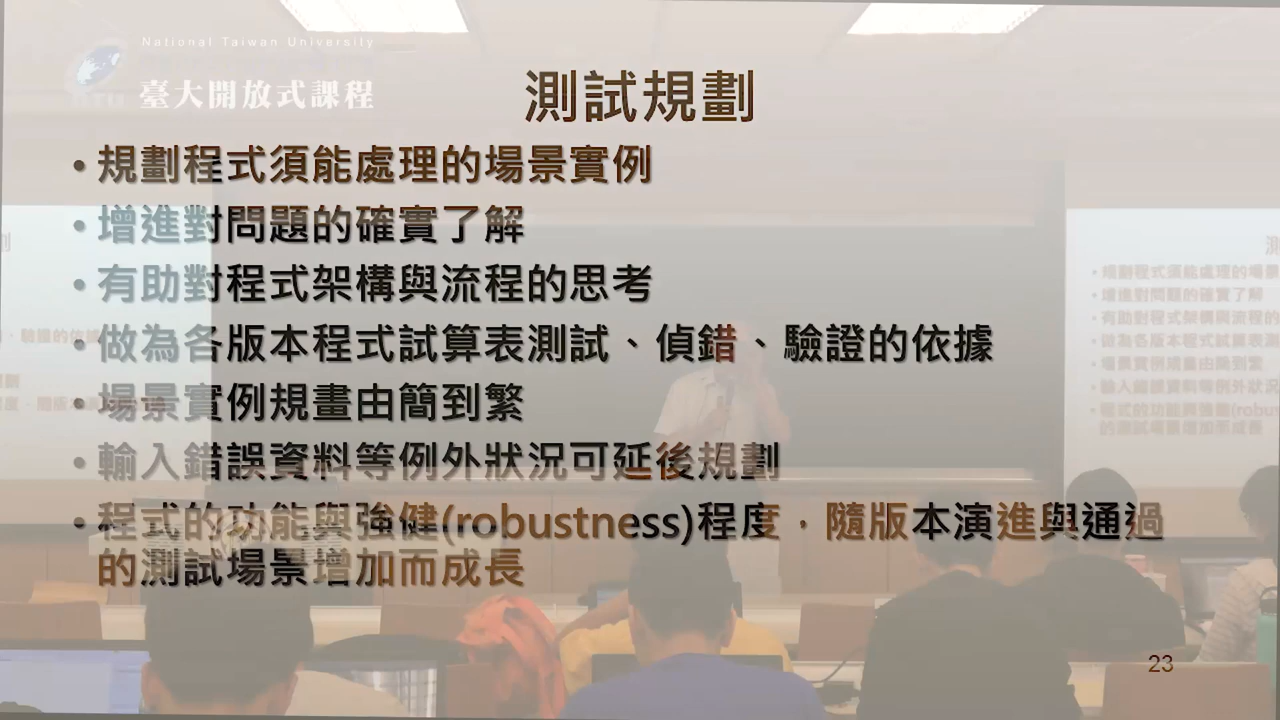 National Taiwan University
臺大開放式課程
測試規劃
• 規劃程式須能處理的場景實例
• 增進對問題的確實了解
• 有助對程式架構與流程的思考
• 做為各版本程式試算表測試、偵錯、驗證的依據
• 場景實例規畫由簡到繁
• 輸入錯誤資料等例外狀況可延後規劃
• 程式的功能與強健(robustness)程度，隨版本演進與通過
的測試場景增加而成長
23